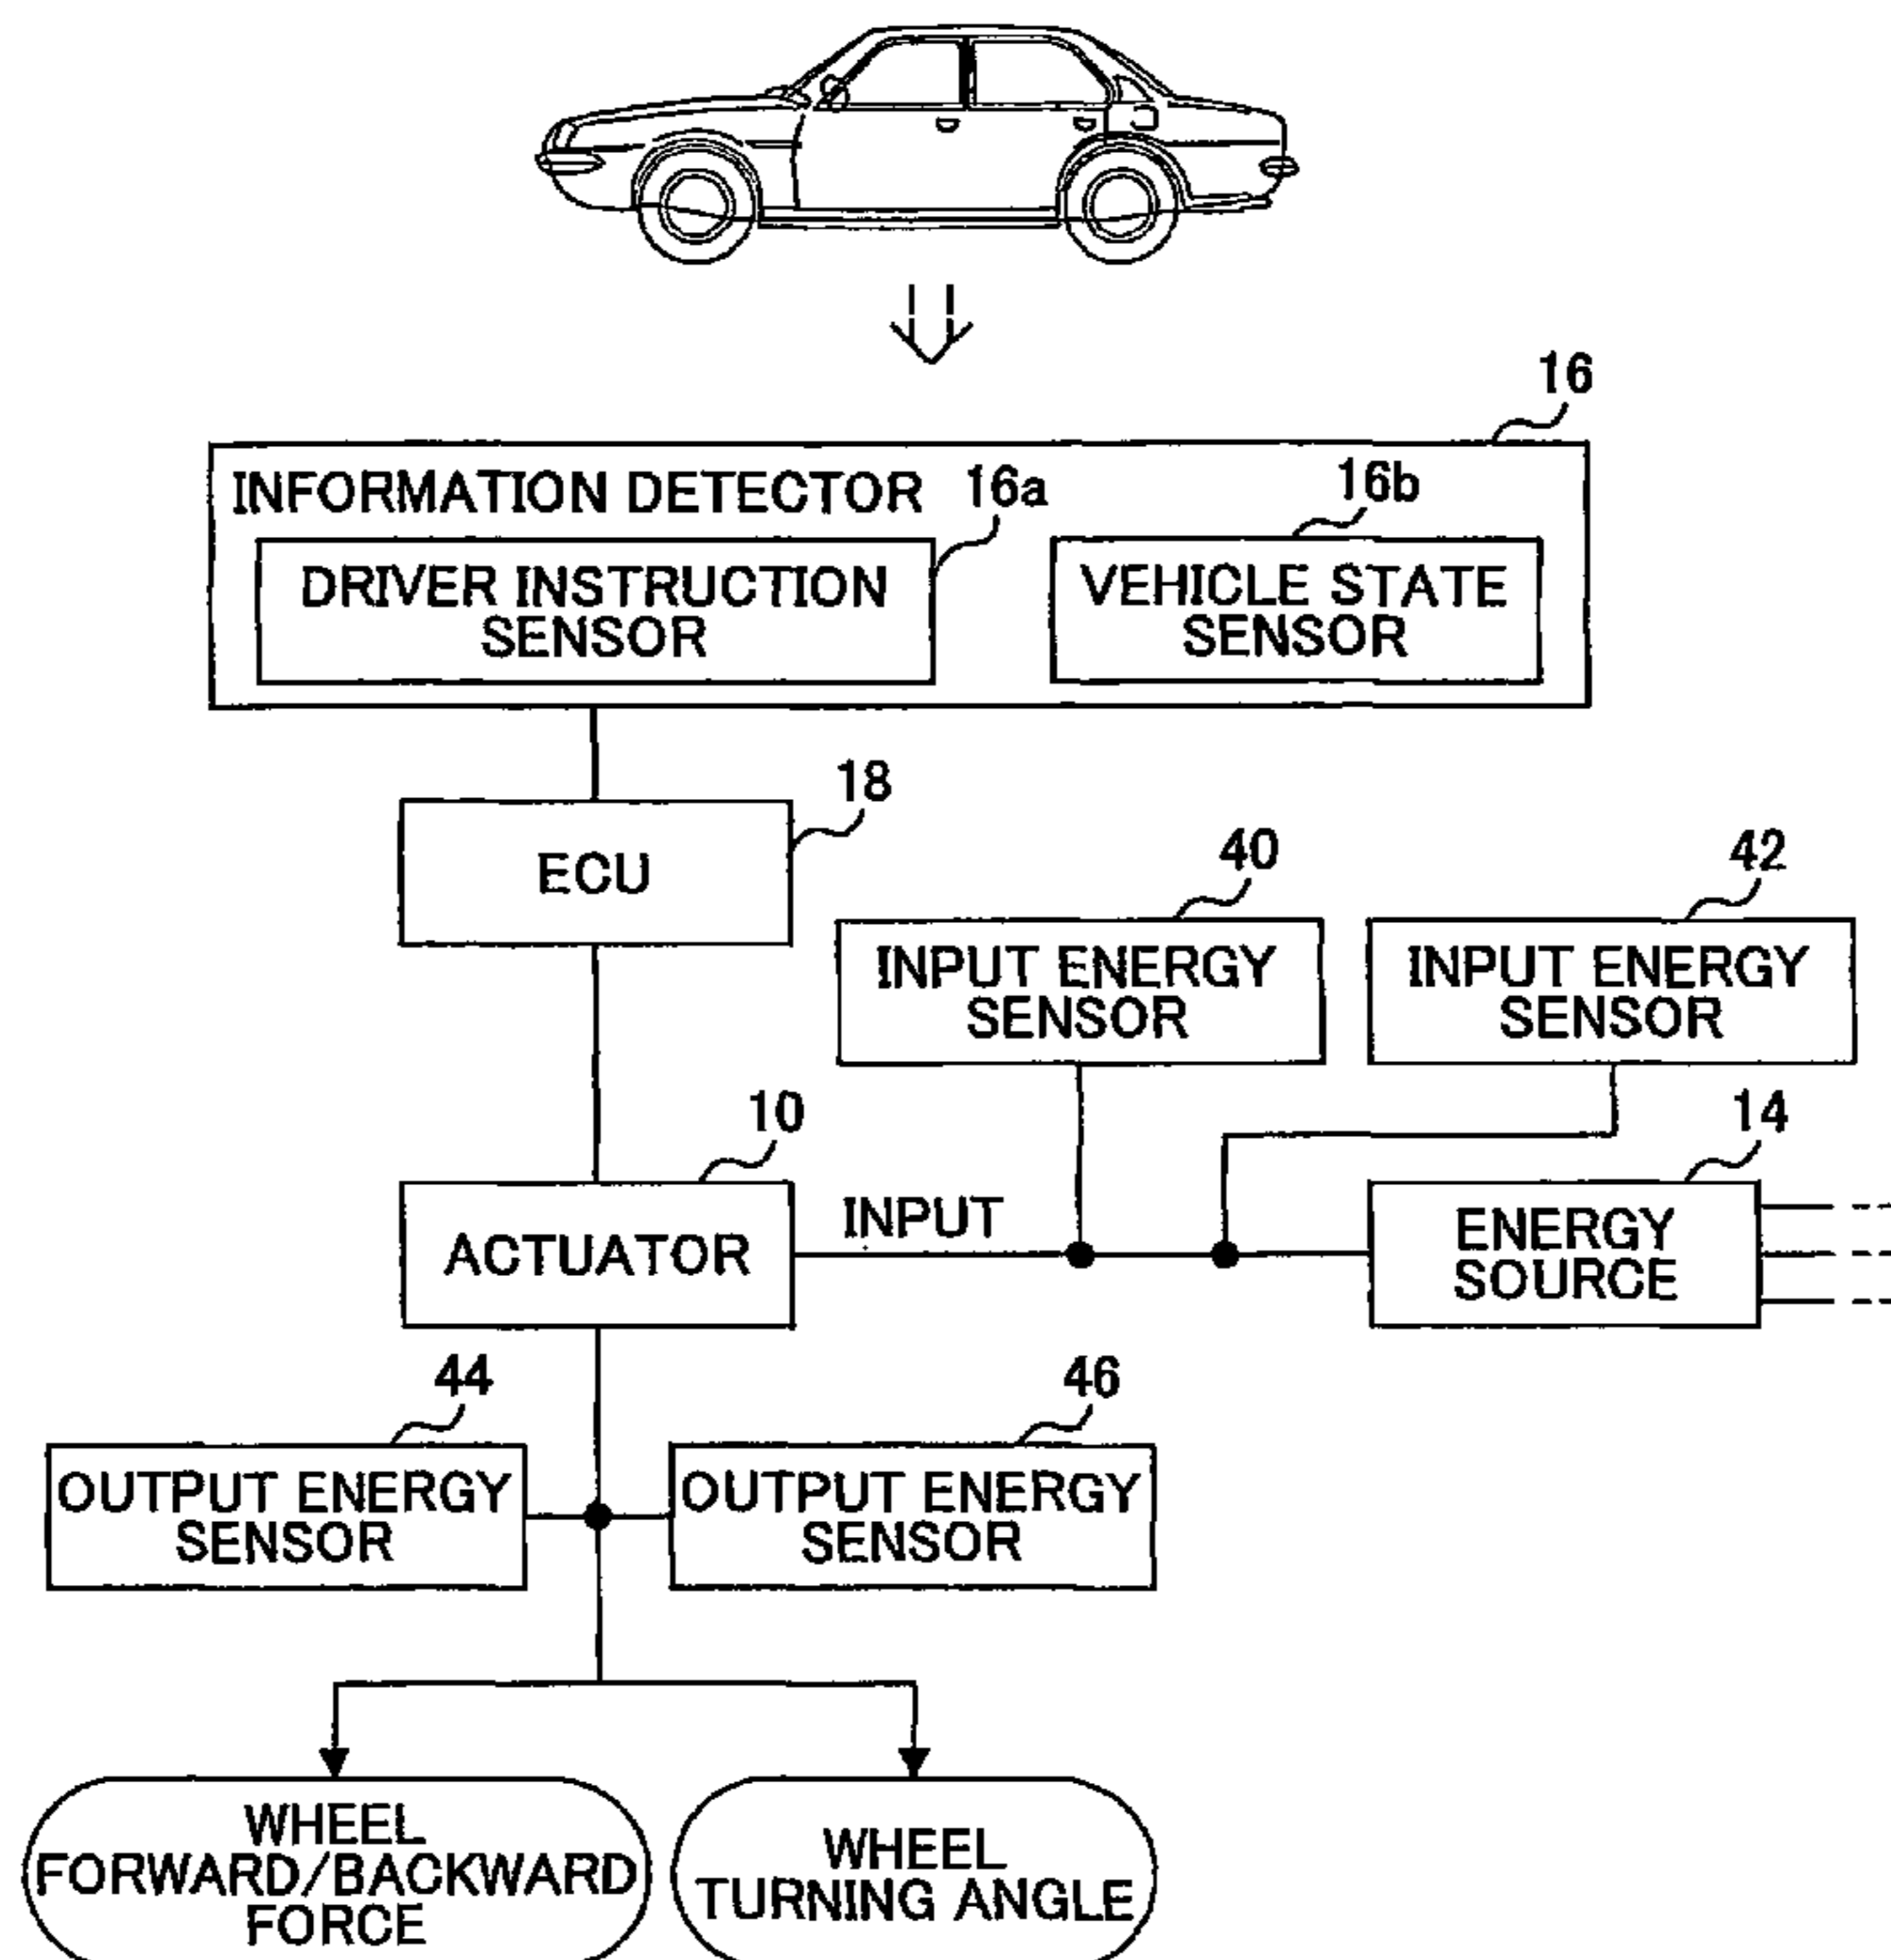 16
INFORMATION DETECTOR
16a
16b
DRIVER INSTRUCTION
SENSOR
VEHICLE STATE
SENSOR
18
ECU
40
42
INPUT ENERGY
SENSOR
INPUT ENERGY
SENSOR
10
14
ACTUATOR
INPUT
ENERGY
SOURCE
44
46
OUTPUT ENERGY
SENSOR
OUTPUT ENERGY
SENSOR
WHEEL
FORWARD/BACKWARD
FORCE
WHEEL
TURNING ANGLE